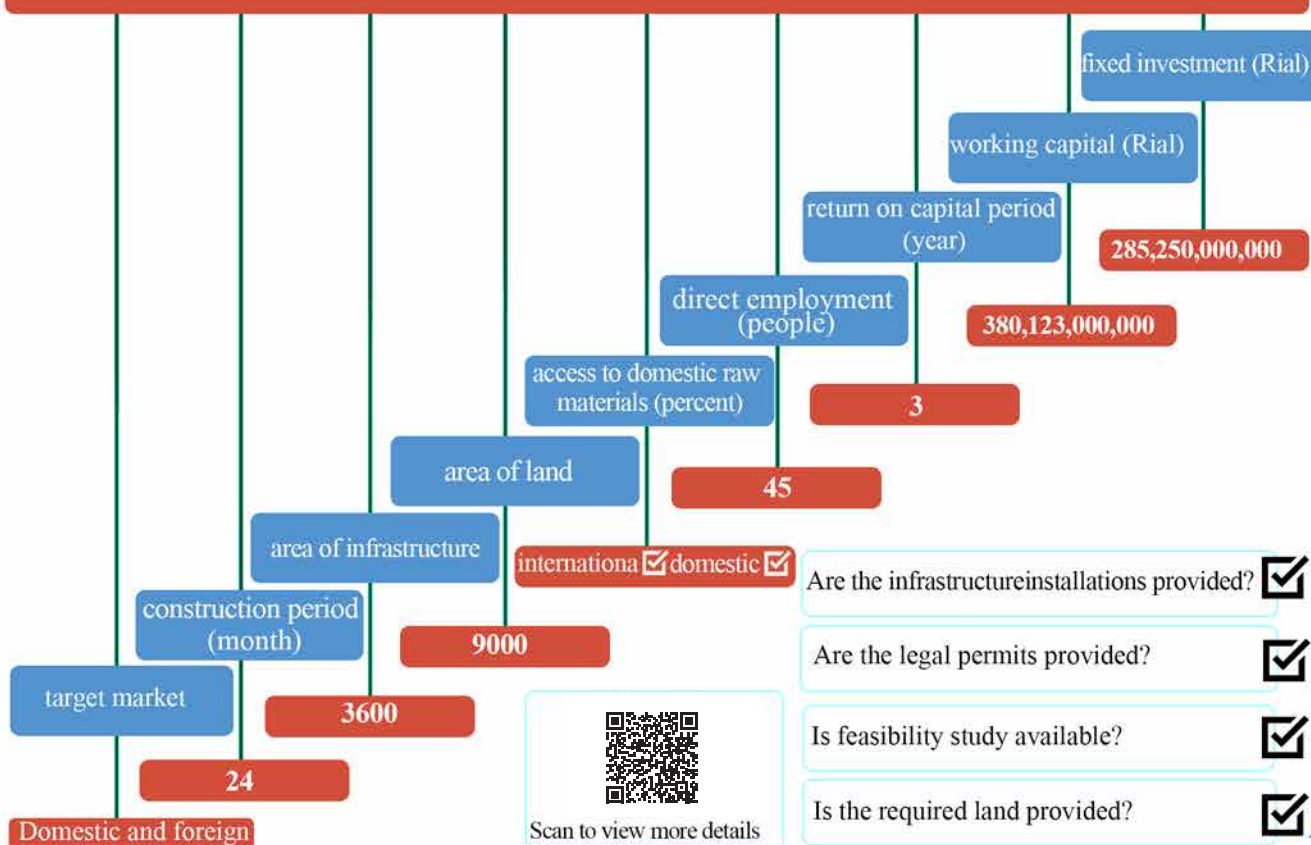 fixed investment (Rial)
285,250,000,000
working capital (Rial)
380,123,000,000
return on capital period
(year)
3
direct employment
(people)
45
access to domestic raw
materials (percent)
internationa domestic
area of land
9000
area of infrastructure
3600
construction period
(month)
24
target market
Domestic and foreign
Scan to view more details
Are the infrastructureinstallations provided?
Are the legal permits provided?
Is feasibility study available?
Is the required land provided?